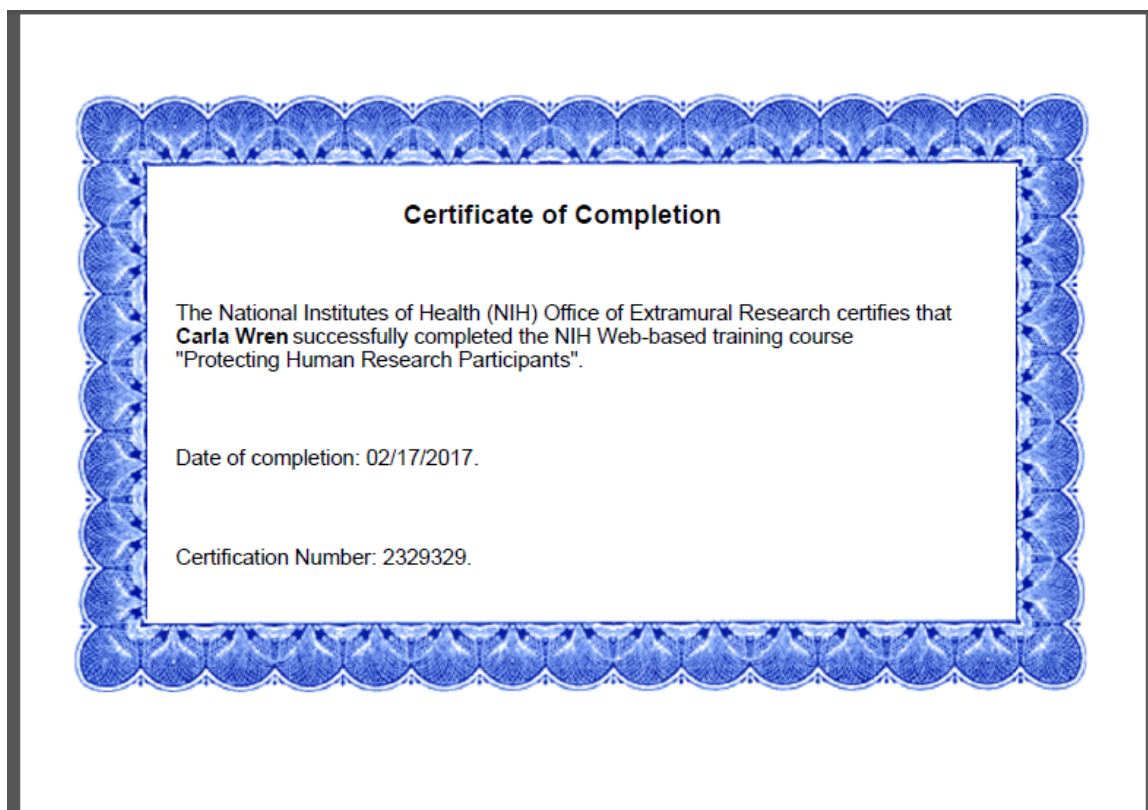 Certificate of Completion
The National Institutes of Health (NIH) Office of Extramural Research certifies that
Carla Wren successfully completed the NIH Web-based training course
"Protecting Human Research Participants".
Date of completion: 02/17/2017.
Certification Number: 2329329.